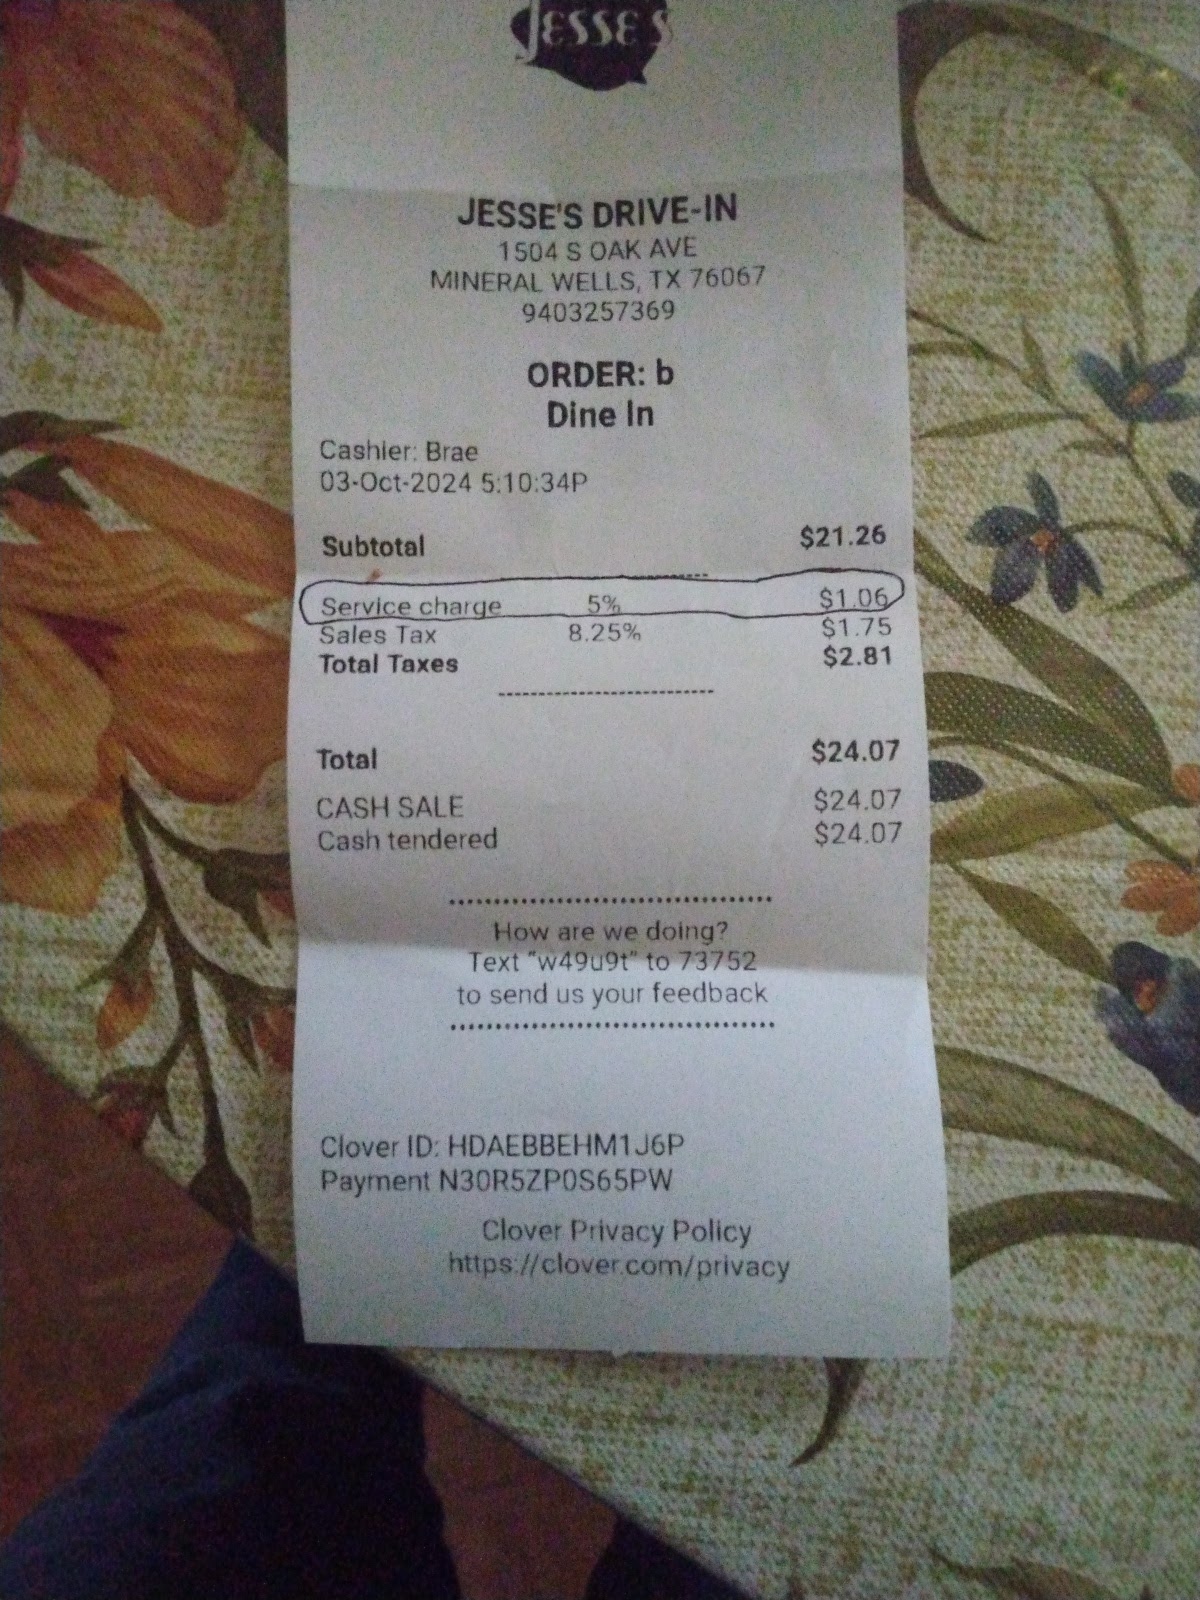 JESSE'S
JESSE'S DRIVE-IN
1504 S OAK AVE
MINERAL WELLS, TX 76067
9403257369
ORDER: b
Dine In
Cashier: Brae
03-Oct-2024 5:10:34P
Subtotal $21.26
Service charge 5% $1.06
Sales Tax 8.25% $1.75
Total Taxes $2.81
Total $24.07
CASH SALE $24.07
Cash tendered $24.07
How are we doing?
Text "w49u9t" to 73752
to send us your feedback
Clover ID: HDAEBBEHM1J6P
Payment N30R5ZP0S65PW
Clover Privacy Policy
https://clover.com/privacy